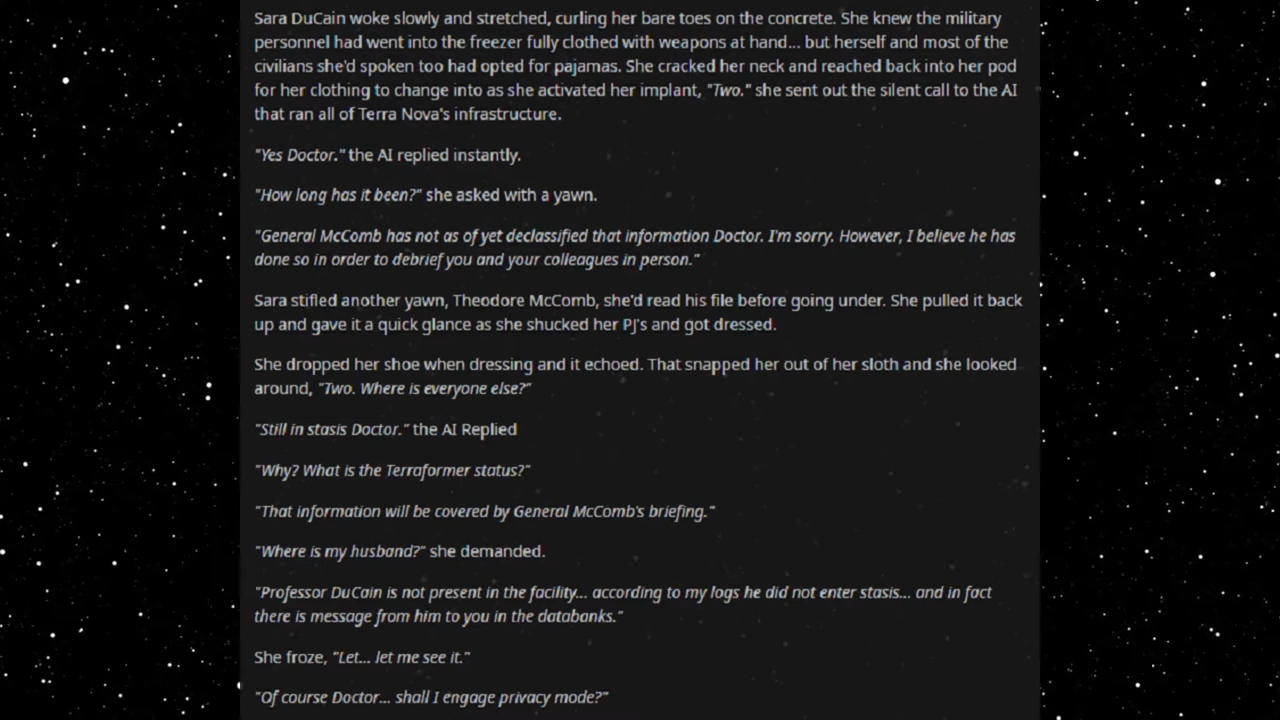 Sara DuCain woke slowly and stretched, curling her bare toes on the concrete. She knew the military
personnel had went into the freezer fully clothed with weapons at hand... but herself and most of the
civilians she'd spoken too had opted for pajamas. She cracked her neck and reached back into her pod
for her clothing to change into as she activated her implant, "Two." she sent out the silent call to the AI
that ran all of Terra Nova's infrastructure.
"Yes Doctor." the AI replied instantly.
"How long has it been?" she asked with a yawn.
"General McComb has not as of yet declassified that information Doctor. I'm sorry. However, I believe he has
done so in order to debrief you and your colleagues in person."
Sara stifled another yawn, Theodore McComb, she'd read his file before going under. She pulled it back
up and gave it a quick glance as she shucked her PJ's and got dressed.
She dropped her shoe when dressing and it echoed. That snapped her out of her sloth and she looked
around, "Two. Where is everyone else?"
"Still in stasis Doctor." the AI Replied
"Why? What is the Terraformer status?"
"That information will be covered by General McComb's briefing."
"Where is my husband?" she demanded.
"Professor DuCain is not present in the facility... according to my logs he did not enter stasis... and in fact
there is message from him to you in the databanks."
She froze, "Let... let me see it."
"Of course Doctor... shall I engage privacy mode?"